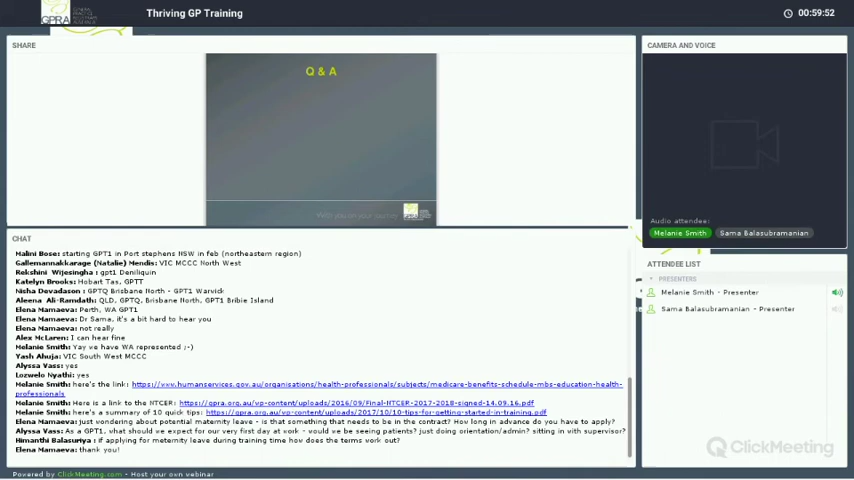 GPRA
Thriving GP Training
00:59:52
SHARE
Q & A
With you on your journey
CAMERA AND VOICE
Audio attendee:
Melanie Smith Sama Balasubramanian
CHAT
Malini Bose: starting GPT1 in Port stephens NSW in feb (northeastern region)
Gallemannakkarage (Natalie) Mendis: VIC MCCC North West
Rekshini Wijesingha: gpt1 Deniliquin
Katelyn Brooks: Hobart Tas, GPTT
Nisha Devadason: GPTQ Brisbane North - GPT1 Warwick
Aleena Ali-Ramdath: QLD, GPTQ, Brisbane North, GPT1 Bribie Island
Elena Mamaeva: Perth, WA GPT1
Elena Mamaeva: Dr Sama, it's a bit hard to hear you
Elena Mamaeva: not really
Alex McLaren: I can hear fine
Melanie Smith: Yay we have WA represented ;-)
Yash Ahuja: VIC South West MCCC
Alyssa Vass: yes
Lozwelo Nyathi: yes
Melanie Smith: here's the link: https://www.humanservices.gov.au/organisations/health-professionals/subjects/medicare-benefits-schedule-mbs-education-health-
professionals
Melanie Smith: Here is a link to the NTCER: https://gpra.org.au/wp-content/uploads/2016/09/Final-NTCER-2017-2018-signed-14.09.16.pdf
Melanie Smith: here's a summary of 10 quick tips: https://gpra.org.au/wp-content/uploads/2017/10/10-tips-for-getting-started-in-training.pdf
Elena Mamaeva: just wondering about potential maternity leave - is that something that needs to be in the contract? How long in advance do you have to apply?
Alyssa Vass: As a GPT1, what should we expect for our very first day at work - would we be seeing patients? just doing orientation/admin? sitting in with supervisor?
Himanthi Balasuriya: if applying for maternity leave during training time how does the terms work out?
Elena Mamaeva: thank you!
ATTENDEE LIST
PRESENTERS
Melanie Smith - Presenter
Sama Balasubramanian - Presenter
ClickMeeting
Powered by ClickMeeting.com - Host your own webinar